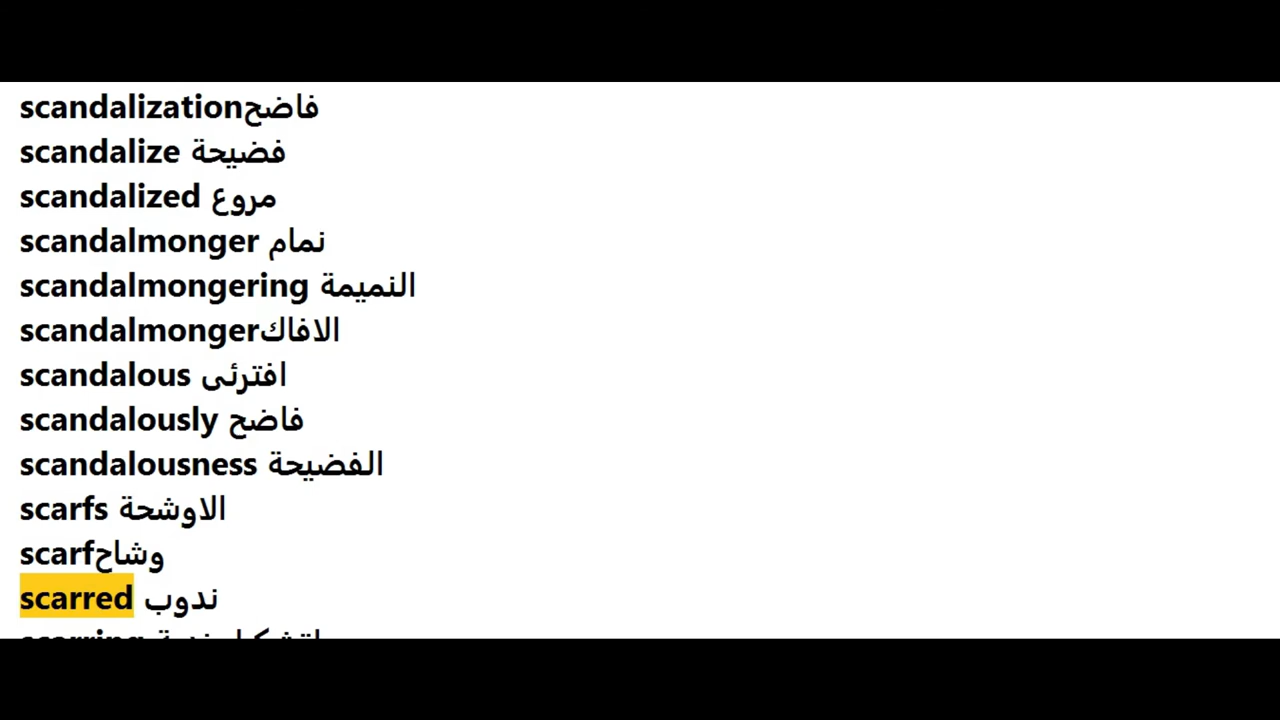 scandalizationفاضح
scandalize فضيحة
scandalized مروع
scandalmonger نمام
scandalmongering النميمة
scandalmongerالافاك
scandalous افترئى
scandalously فاضح
scandalousness الفضيحة
scarfs الاوشحة
scarfوشاح
scarred ندوب
scarring